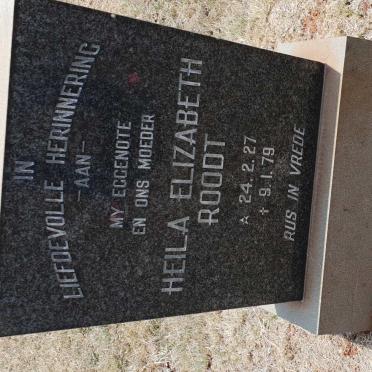 IN
LIEFDEVOLLE HERINNERING
—AAN—
MY EGGENOTE
EN ONS MOEDER
HEILA ELIZABETH
ROODT
☆ 24. 2. 27
✝ 9. 1. 79
RUS IN VREDE